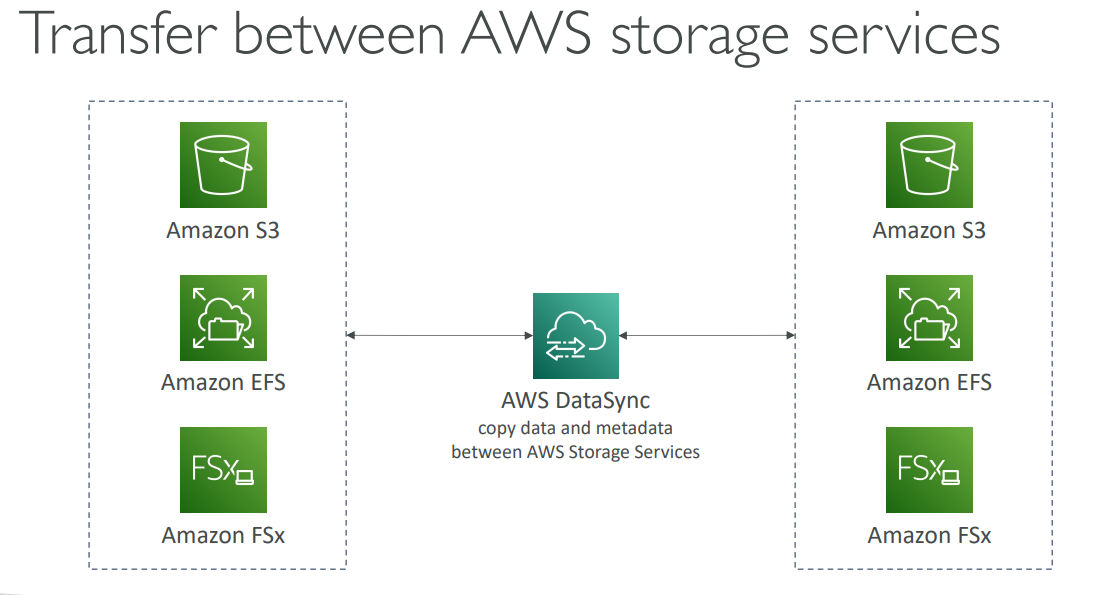 Transfer between AWS storage services
Amazon S3
Amazon EFS
FSx
Amazon FSx
AWS DataSync
copy data and metadata
between AWS Storage Services
Amazon S3
Amazon EFS
FSx
Amazon FSx